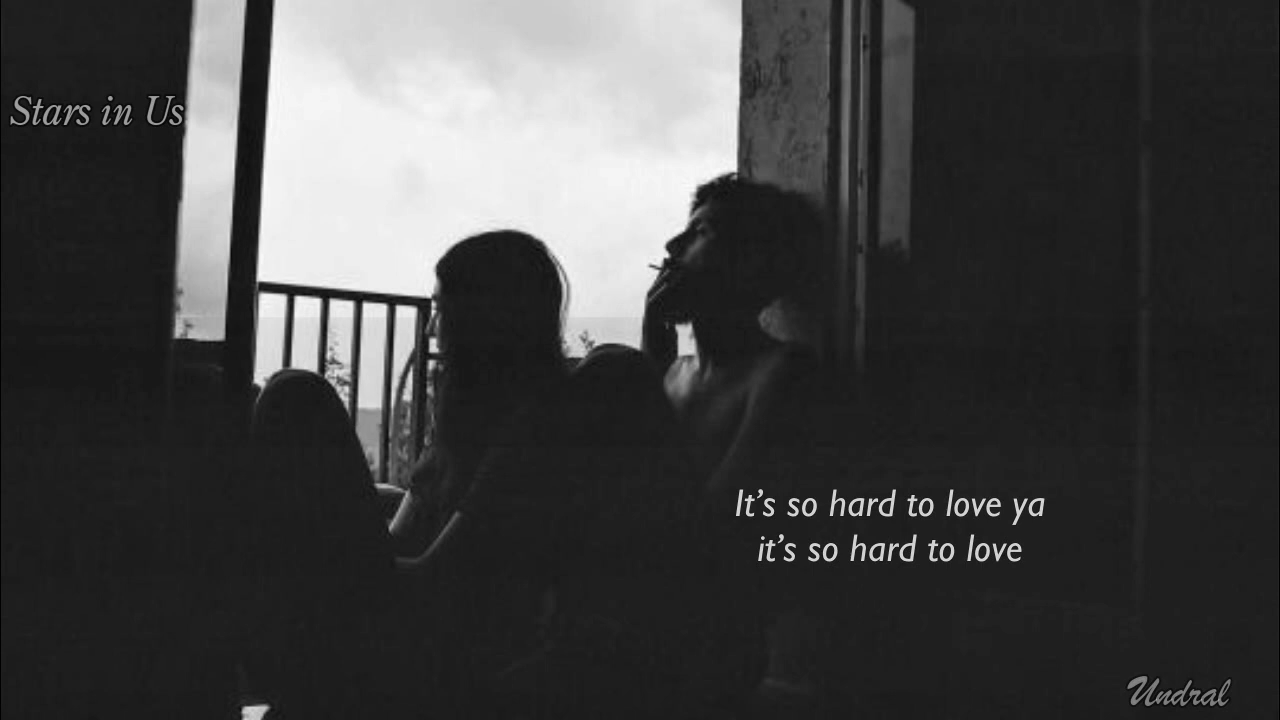 Stars in Us
It's so hard to love ya
it's so hard to love
Undral